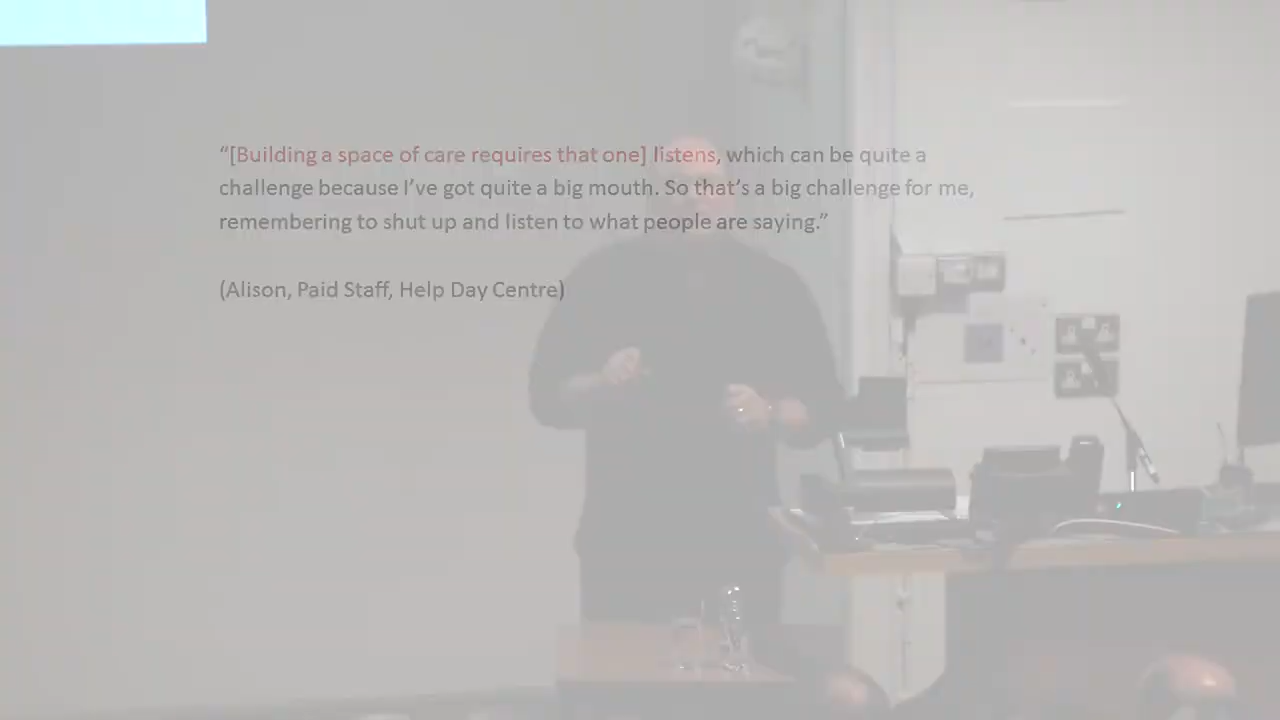 “[Building a space of care requires that one] listens, which can be quite a
challenge because I’ve got quite a big mouth. So that’s a big challenge for me,
remembering to shut up and listen to what people are saying.”
(Alison, Paid Staff, Help Day Centre)